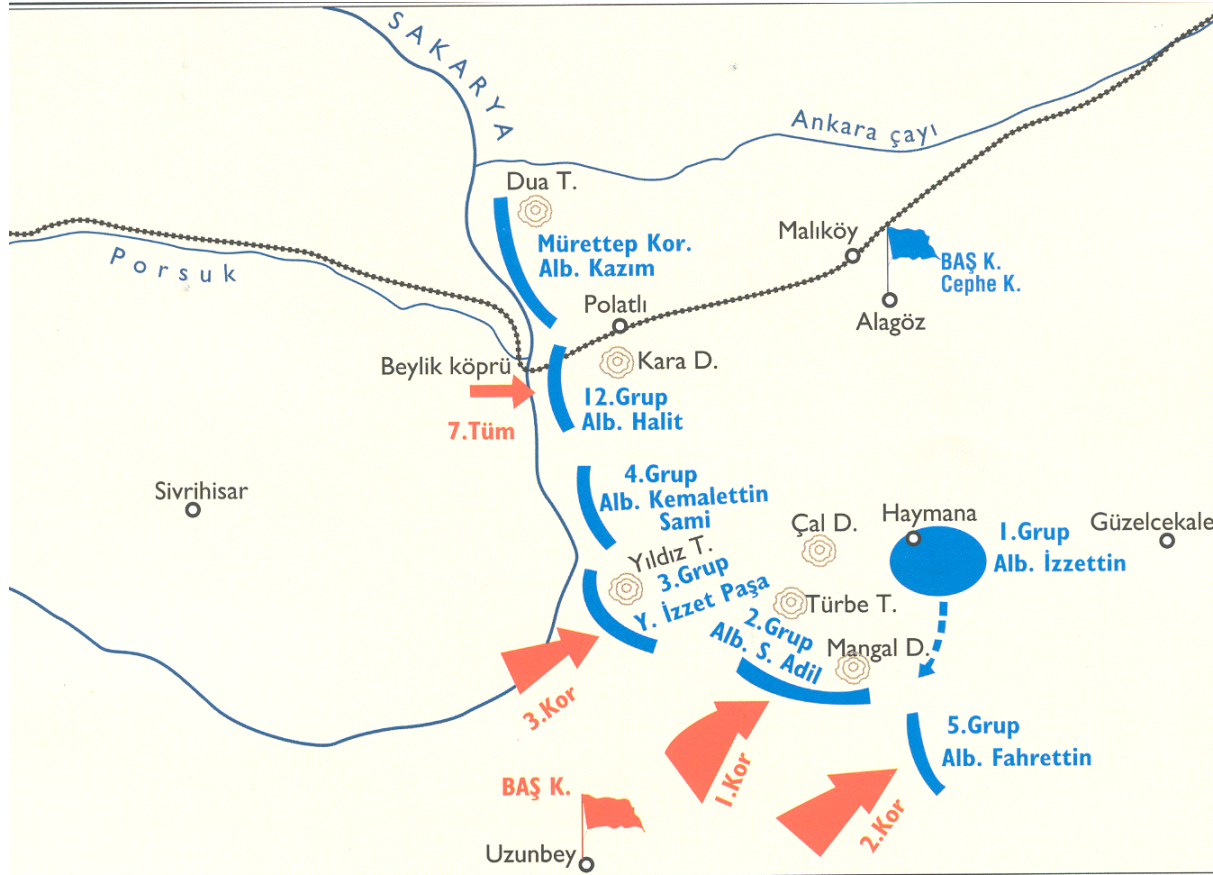 SAKARYA
Ankara çayı
Dua T.
Mürettep Kor.
Alb. Kazım
Malıköy
BAŞ K.
Cephe K.
Porsuk
Polatlı
Alagöz
Beylik köprü
Kara D.
7.Tüm
12.Grup
Alb. Halit
Sivrihisar
4.Grup
Alb. Kemalettin
Sami
Çal D.
Haymana
1.Grup
Alb. İzzettin
Güzelcekale
Yıldız T.
3.Grup
Y. İzzet Paşa
Türbe T.
2.Grup
Alb. S. Adil
Mangal D.
3.Kor
5.Grup
Alb. Fahrettin
1.Kor
2.Kor
BAŞ K.
Uzunbey